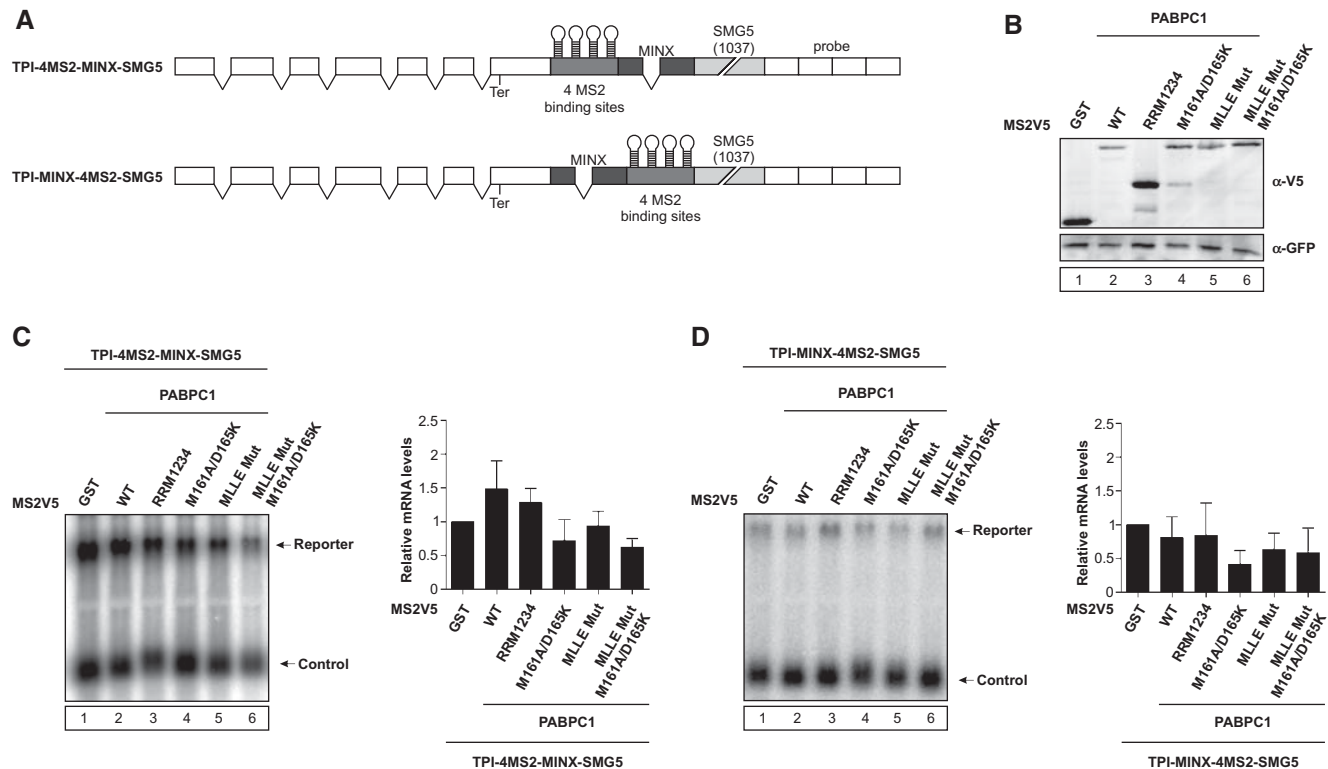 A
TPI-4MS2-MINX-SMG5
Ter
4 MS2
binding sites
MINX
SMG5
(1037)
probe
TPI-MINX-4MS2-SMG5
Ter
MINX
4 MS2
binding sites
SMG5
(1037)
B
PABPC1
MS2V5
GST
WT
RRM1234
M161A/D165K
MLLE Mut
MLLE Mut
M161A/D165K
α-V5
α-GFP
1 2 3 4 5 6
C
TPI-4MS2-MINX-SMG5
PABPC1
MS2V5
GST
WT
RRM1234
M161A/D165K
MLLE Mut
MLLE Mut
M161A/D165K
Reporter
Control
1 2 3 4 5 6
Relative mRNA levels
2.5
2
1.5
1
0.5
0
MS2V5
GST
WT
RRM1234
M161A/D165K
MLLE Mut
MLLE Mut
M161A/D165K
PABPC1
TPI-4MS2-MINX-SMG5
D
TPI-MINX-4MS2-SMG5
PABPC1
MS2V5
GST
WT
RRM1234
M161A/D165K
MLLE Mut
MLLE Mut
M161A/D165K
Reporter
Control
1 2 3 4 5 6
Relative mRNA levels
2.5
2
1.5
1
0.5
0
MS2V5
GST
WT
RRM1234
M161A/D165K
MLLE Mut
MLLE Mut
M161A/D165K
PABPC1
TPI-MINX-4MS2-SMG5